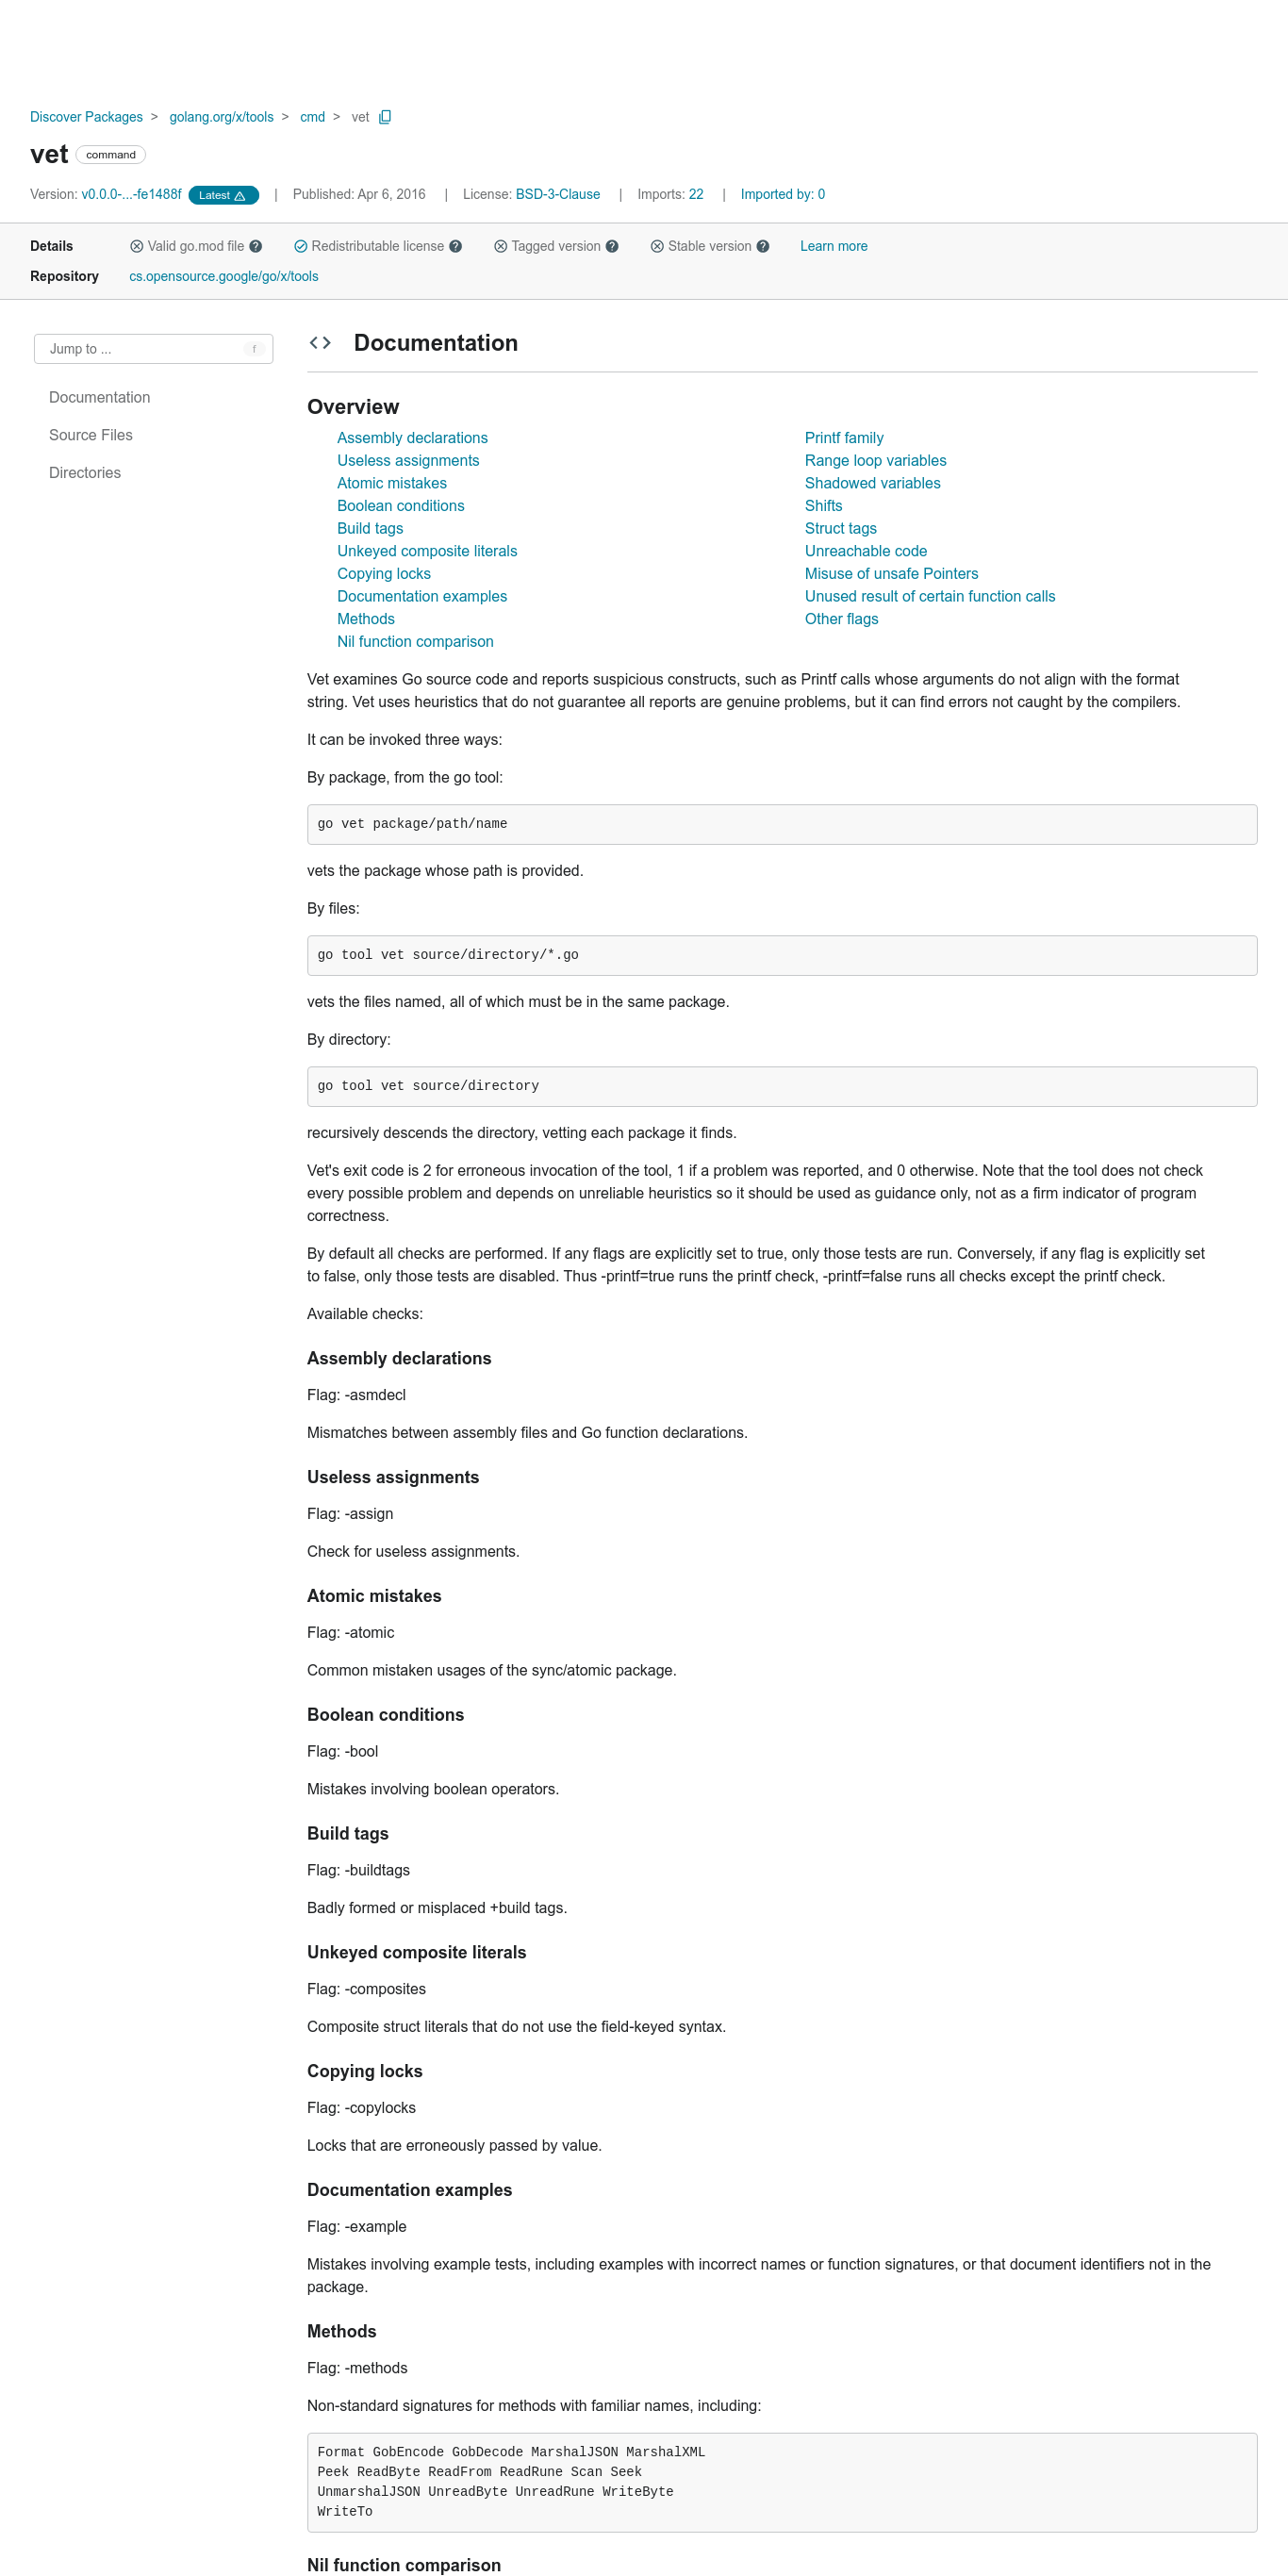 Discover Packages > golang.org/x/tools > cmd > vet
vet command
Version: v0.0.0-...-fe1488f Latest | Published: Apr 6, 2016 | License: BSD-3-Clause | Imports: 22 | Imported by: 0
Details Valid go.mod file Redistributable license Tagged version Stable version Learn more
Repository cs.opensource.google/go/x/tools
Jump to ... f
Documentation
Source Files
Directories
Documentation
Overview
Assembly declarations
Useless assignments
Atomic mistakes
Boolean conditions
Build tags
Unkeyed composite literals
Copying locks
Documentation examples
Methods
Nil function comparison
Printf family
Range loop variables
Shadowed variables
Shifts
Struct tags
Unreachable code
Misuse of unsafe Pointers
Unused result of certain function calls
Other flags
Vet examines Go source code and reports suspicious constructs, such as Printf calls whose arguments do not align with the format
string. Vet uses heuristics that do not guarantee all reports are genuine problems, but it can find errors not caught by the compilers.
It can be invoked three ways:
By package, from the go tool:
go vet package/path/name
vets the package whose path is provided.
By files:
go tool vet source/directory/*.go
vets the files named, all of which must be in the same package.
By directory:
go tool vet source/directory
recursively descends the directory, vetting each package it finds.
Vet's exit code is 2 for erroneous invocation of the tool, 1 if a problem was reported, and 0 otherwise. Note that the tool does not check
every possible problem and depends on unreliable heuristics so it should be used as guidance only, not as a firm indicator of program
correctness.
By default all checks are performed. If any flags are explicitly set to true, only those tests are run. Conversely, if any flag is explicitly set
to false, only those tests are disabled. Thus -printf=true runs the printf check, -printf=false runs all checks except the printf check.
Available checks:
Assembly declarations
Flag: -asmdecl
Mismatches between assembly files and Go function declarations.
Useless assignments
Flag: -assign
Check for useless assignments.
Atomic mistakes
Flag: -atomic
Common mistaken usages of the sync/atomic package.
Boolean conditions
Flag: -bool
Mistakes involving boolean operators.
Build tags
Flag: -buildtags
Badly formed or misplaced +build tags.
Unkeyed composite literals
Flag: -composites
Composite struct literals that do not use the field-keyed syntax.
Copying locks
Flag: -copylocks
Locks that are erroneously passed by value.
Documentation examples
Flag: -example
Mistakes involving example tests, including examples with incorrect names or function signatures, or that document identifiers not in the
package.
Methods
Flag: -methods
Non-standard signatures for methods with familiar names, including:
Format GobEncode GobDecode MarshalJSON MarshalXML
Peek ReadByte ReadFrom ReadRune Scan Seek
UnmarshalJSON UnreadByte UnreadRune WriteByte
WriteTo
Nil function comparison